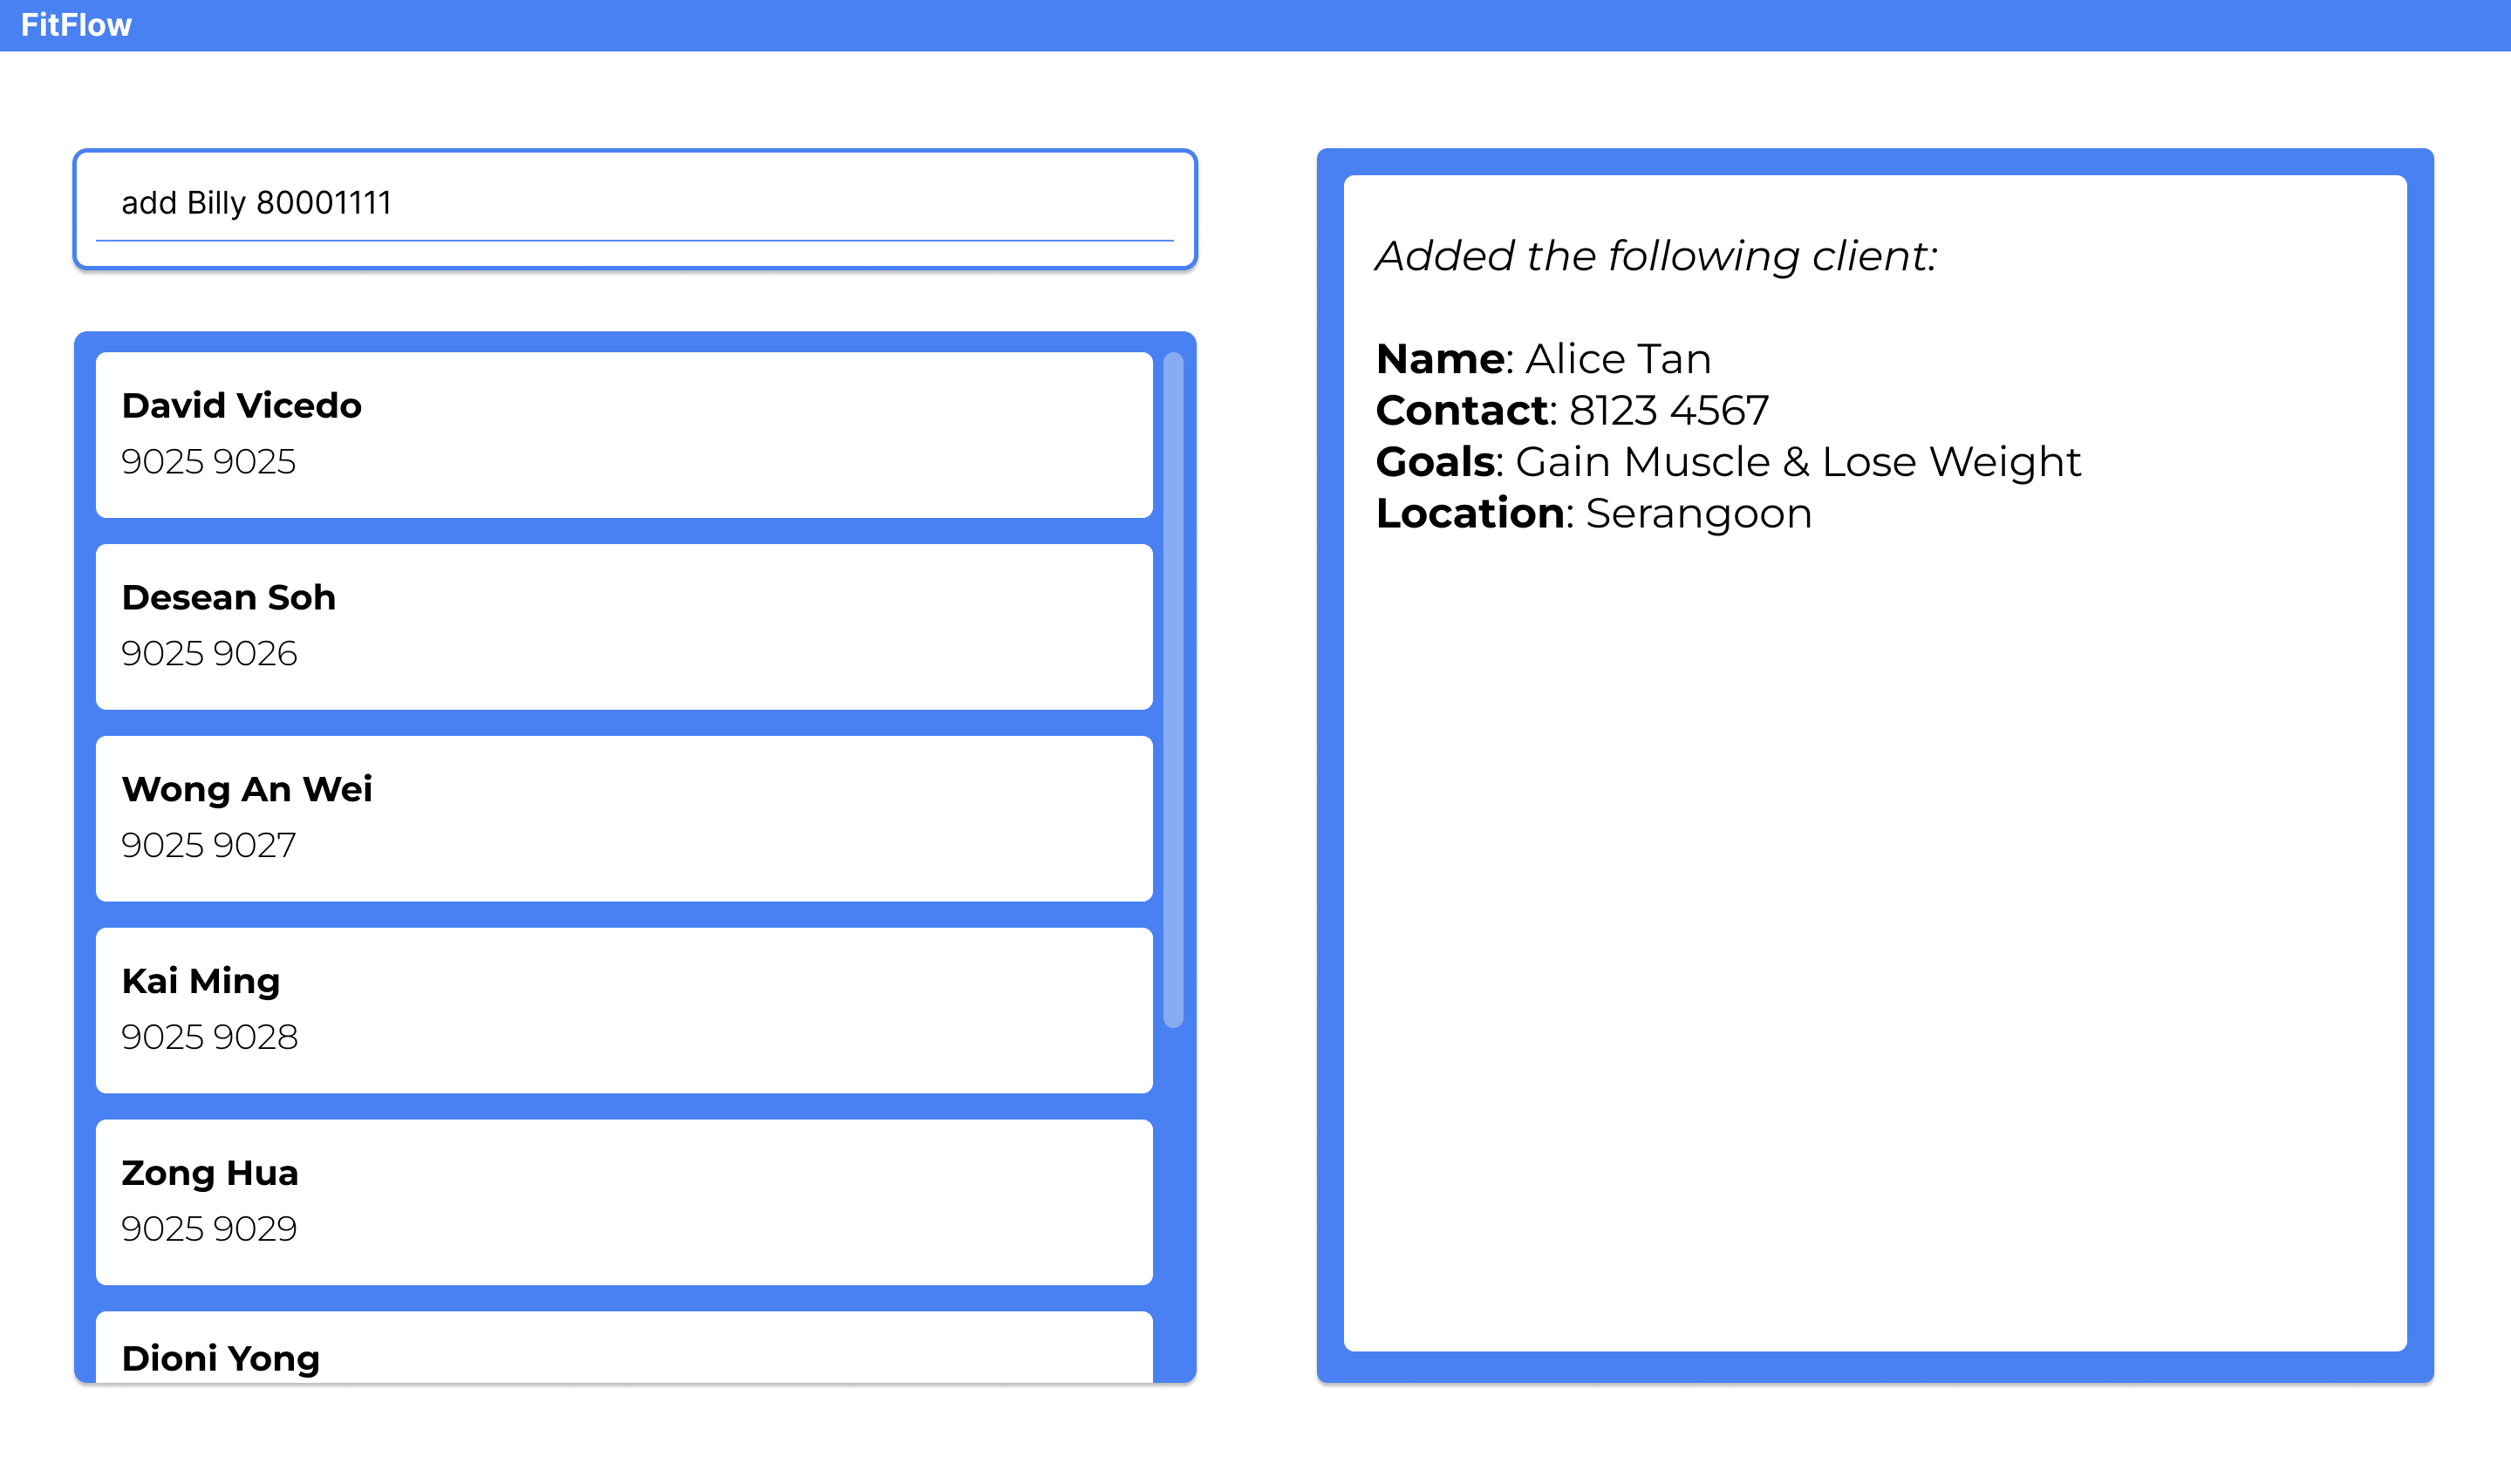 FitFlow
add Billy 80001111
David Vicedo
9025 9025
Desean Soh
9025 9026
Wong An Wei
9025 9027
Kai Ming
9025 9028
Zong Hua
9025 9029
Dioni Yong
Added the following client:
Name: Alice Tan
Contact: 8123 4567
Goals: Gain Muscle & Lose Weight
Location: Serangoon